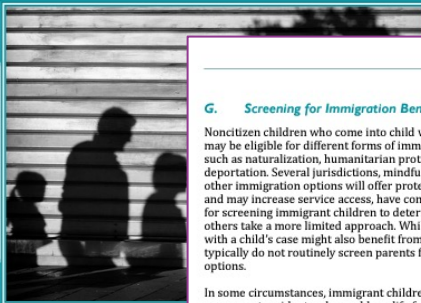 G. Screening for Immigration Ben
Noncitizen children who come into child w
may be eligible for different forms of imm
such as naturalization, humanitarian prot
deportation. Several jurisdictions, mindfu
other immigration options will offer prote
and may increase service access, have con
for screening immigrant children to deter
others take a more limited approach. Whi
with a child's case might also benefit from
typically do not routinely screen parents f
options.
In some circumstances, immigrant childre